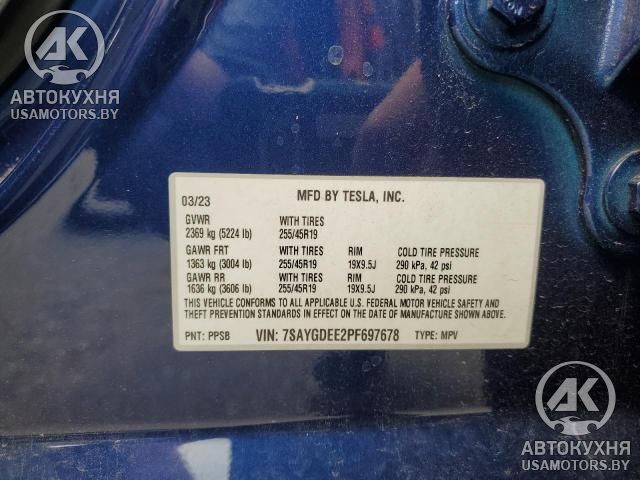 AK
АВТОКУХНЯ
USAMOTORS.BY
03/23 MFD BY TESLA, INC.
GVWR WITH TIRES
2369 kg (5224 lb) 255/45R19
GAWR FRT WITH TIRES RIM COLD TIRE PRESSURE
1363 kg (3004 lb) 255/45R19 19X9.5J 290 kPa, 42 psi
GAWR RR WITH TIRES RIM COLD TIRE PRESSURE
1636 kg (3606 lb) 255/45R19 19X9.5J 290 kPa, 42 psi
THIS VEHICLE CONFORMS TO ALL APPLICABLE U.S. FEDERAL MOTOR VEHICLE SAFETY AND
THEFT PREVENTION STANDARDS IN EFFECT ON THE DATE OF MANUFACTURE SHOWN ABOVE.
PNT: PPSB VIN: 7SAYGDEE2PF697678 TYPE: MPV
AK
АВТОКУХНЯ
USAMOTORS.BY